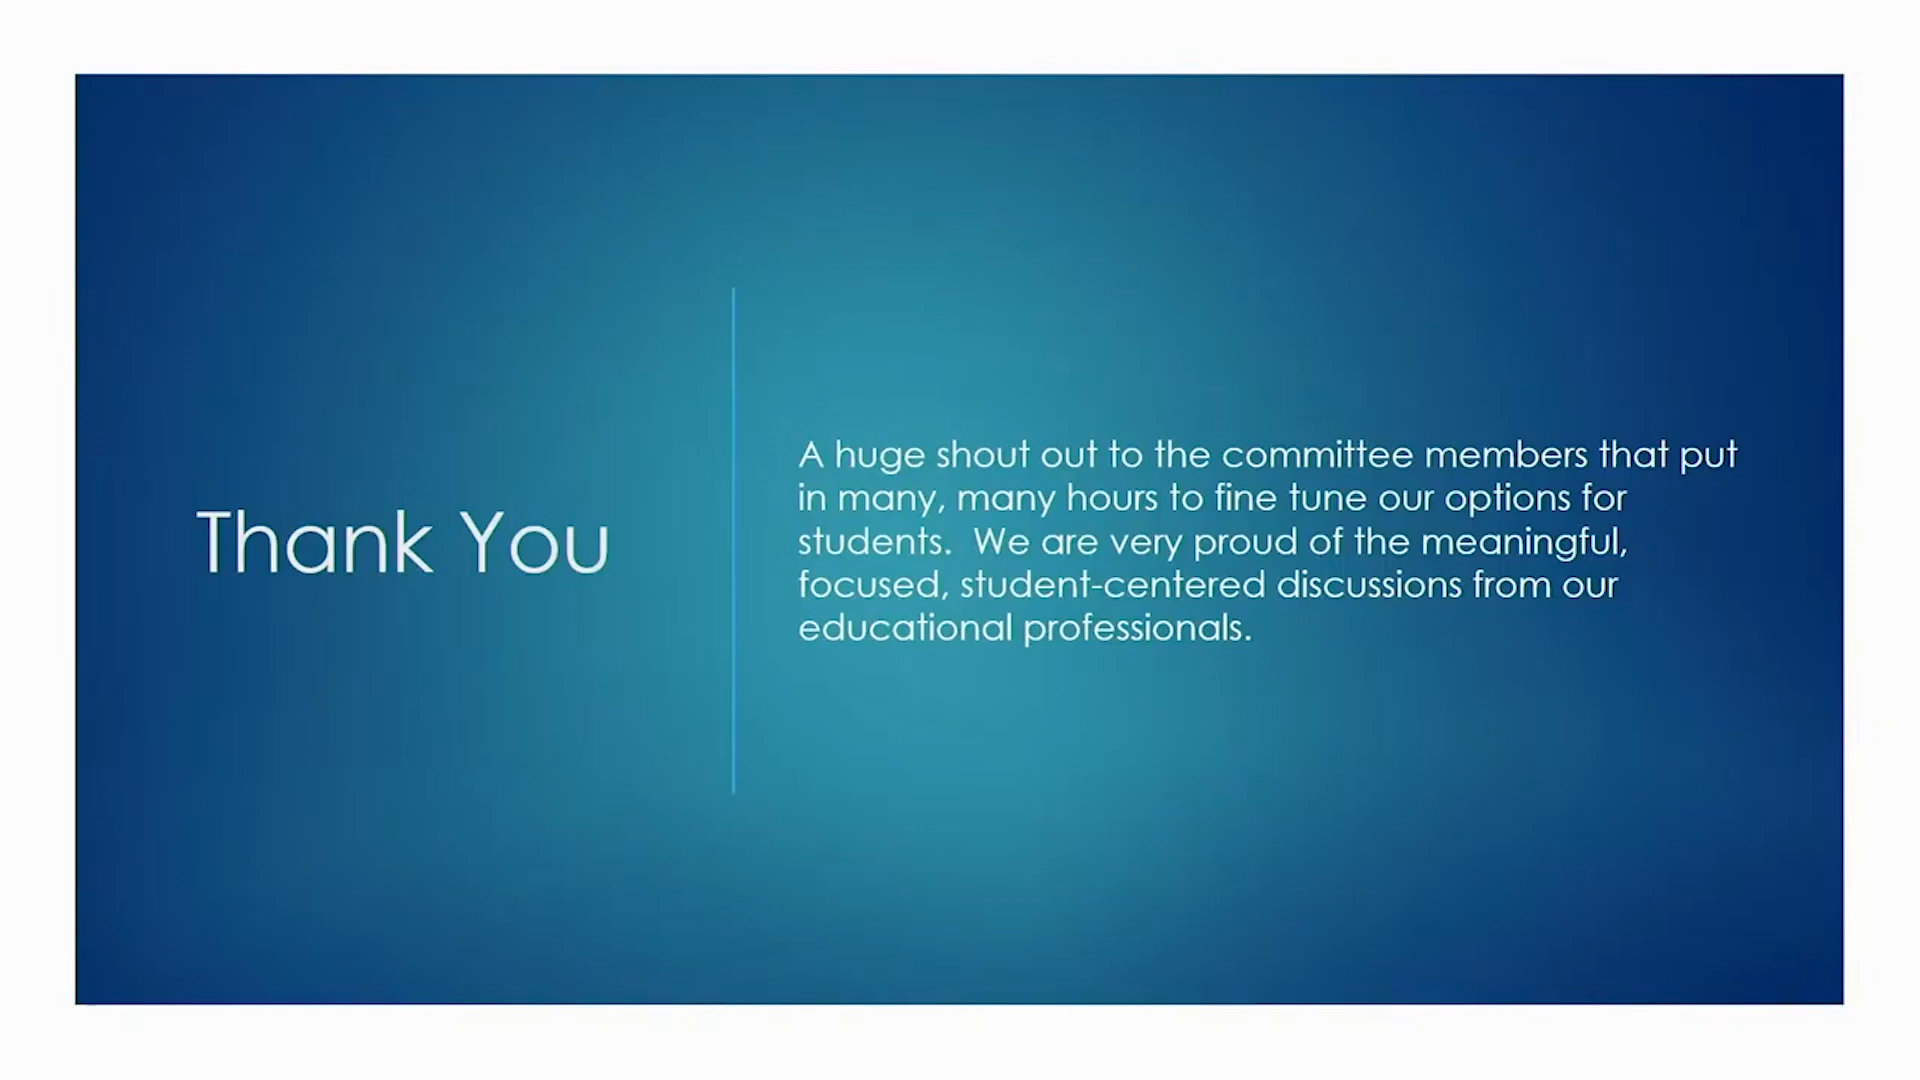 Thank You
A huge shout out to the committee members that put
in many, many hours to fine tune our options for
students.  We are very proud of the meaningful,
focused, student-centered discussions from our
educational professionals.